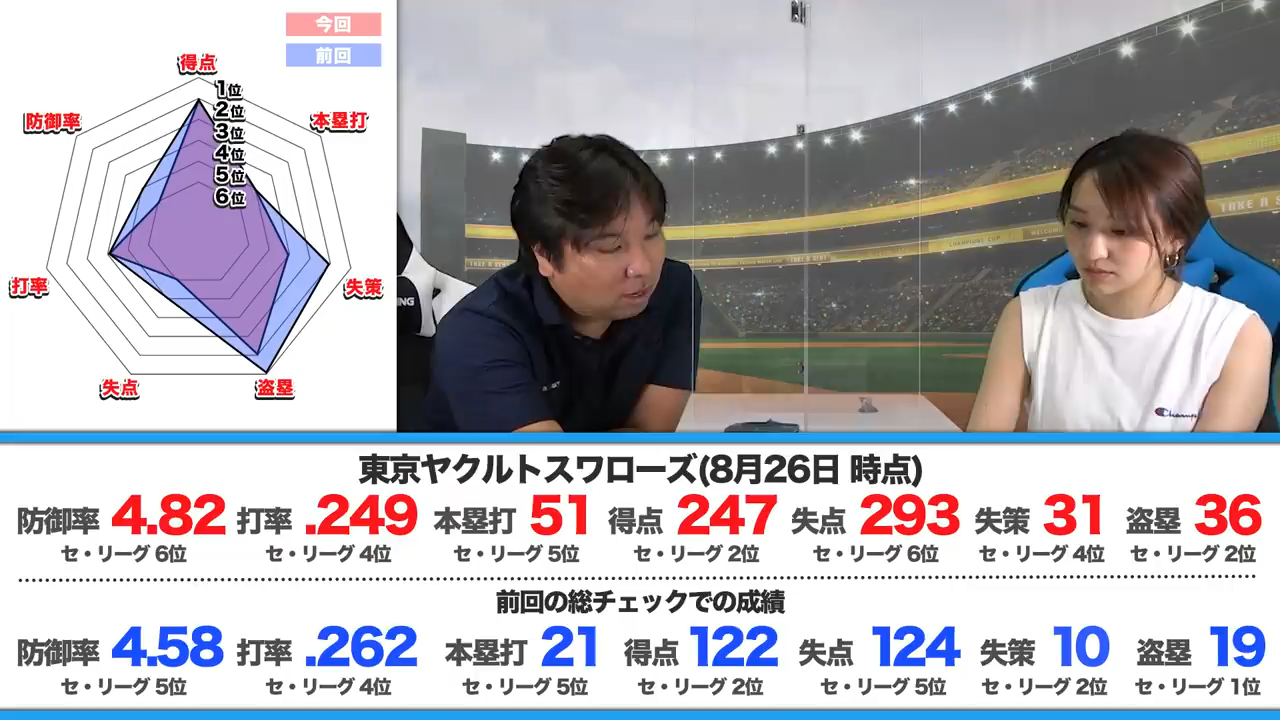 今回
前回
得点
1位
2位
3位
4位
5位
6位
防御率
本塁打
打率
失策
失点
盗塁
TAKE A
CHAMPIONS CUP
WELCOME
TAKE A
NG
Champ
東京ヤクルトスワローズ(8月26日 時点)
防御率 4.82 打率 .249 本塁打 51 得点 247 失点 293 失策 31 盗塁 36
セ・リーグ 6位 セ・リーグ 4位 セ・リーグ 5位 セ・リーグ 2位 セ・リーグ 6位 セ・リーグ 4位 セ・リーグ 2位
前回の総チェックでの成績
防御率 4.58 打率 .262 本塁打 21 得点 122 失点 124 失策 10 盗塁 19
セ・リーグ 5位 セ・リーグ 4位 セ・リーグ 5位 セ・リーグ 2位 セ・リーグ 5位 セ・リーグ 2位 セ・リーグ 1位